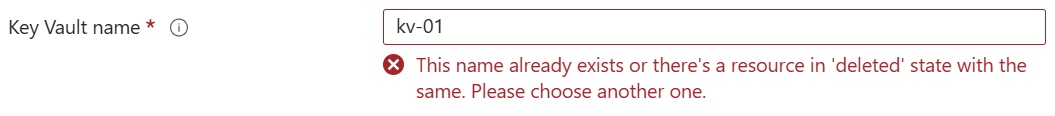 Key Vault name *
kv-01
This name already exists or there's a resource in 'deleted' state with the
same. Please choose another one.